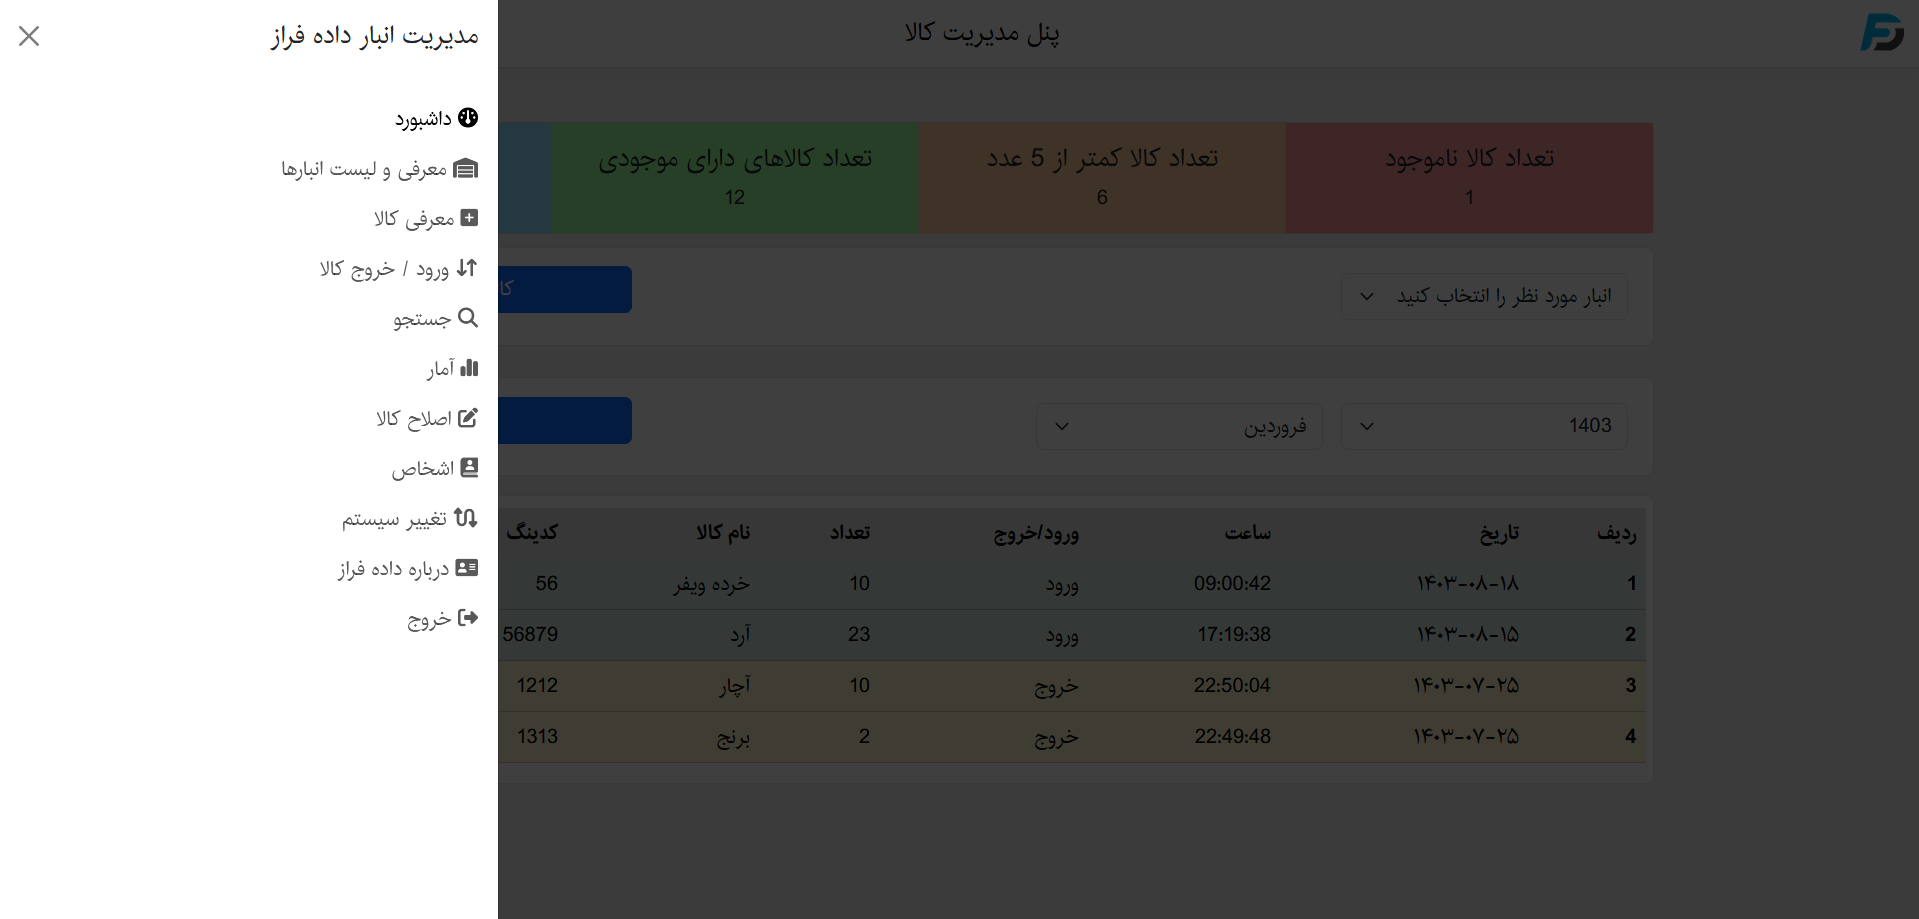 مدیریت انبار داده فراز
داشبورد
معرفی و لیست انبارها
معرفی کالا
ورود / خروج کالا
جستجو
آمار
اصلاح کالا
اشخاص
تغییر سیستم
درباره داده فراز
خروج
پنل مدیریت کالا
تعداد کالا ناموجود
1
تعداد کالا کمتر از 5 عدد
6
تعداد کالاهای دارای موجودی
12
انبار مورد نظر را انتخاب کنید
1403 فروردین
ردیف تاریخ ساعت ورود/خروج تعداد نام کالا کدینگ
1 ۱۴۰۳-۰۸-۱۸ 09:00:42 ورود 10 خرده ویفر 56
2 ۱۴۰۳-۰۸-۱۵ 17:19:38 ورود 23 آرد 56879
3 ۱۴۰۳-۰۷-۲۵ 22:50:04 خروج 10 آچار 1212
4 ۱۴۰۳-۰۷-۲۵ 22:49:48 خروج 2 برنج 1313